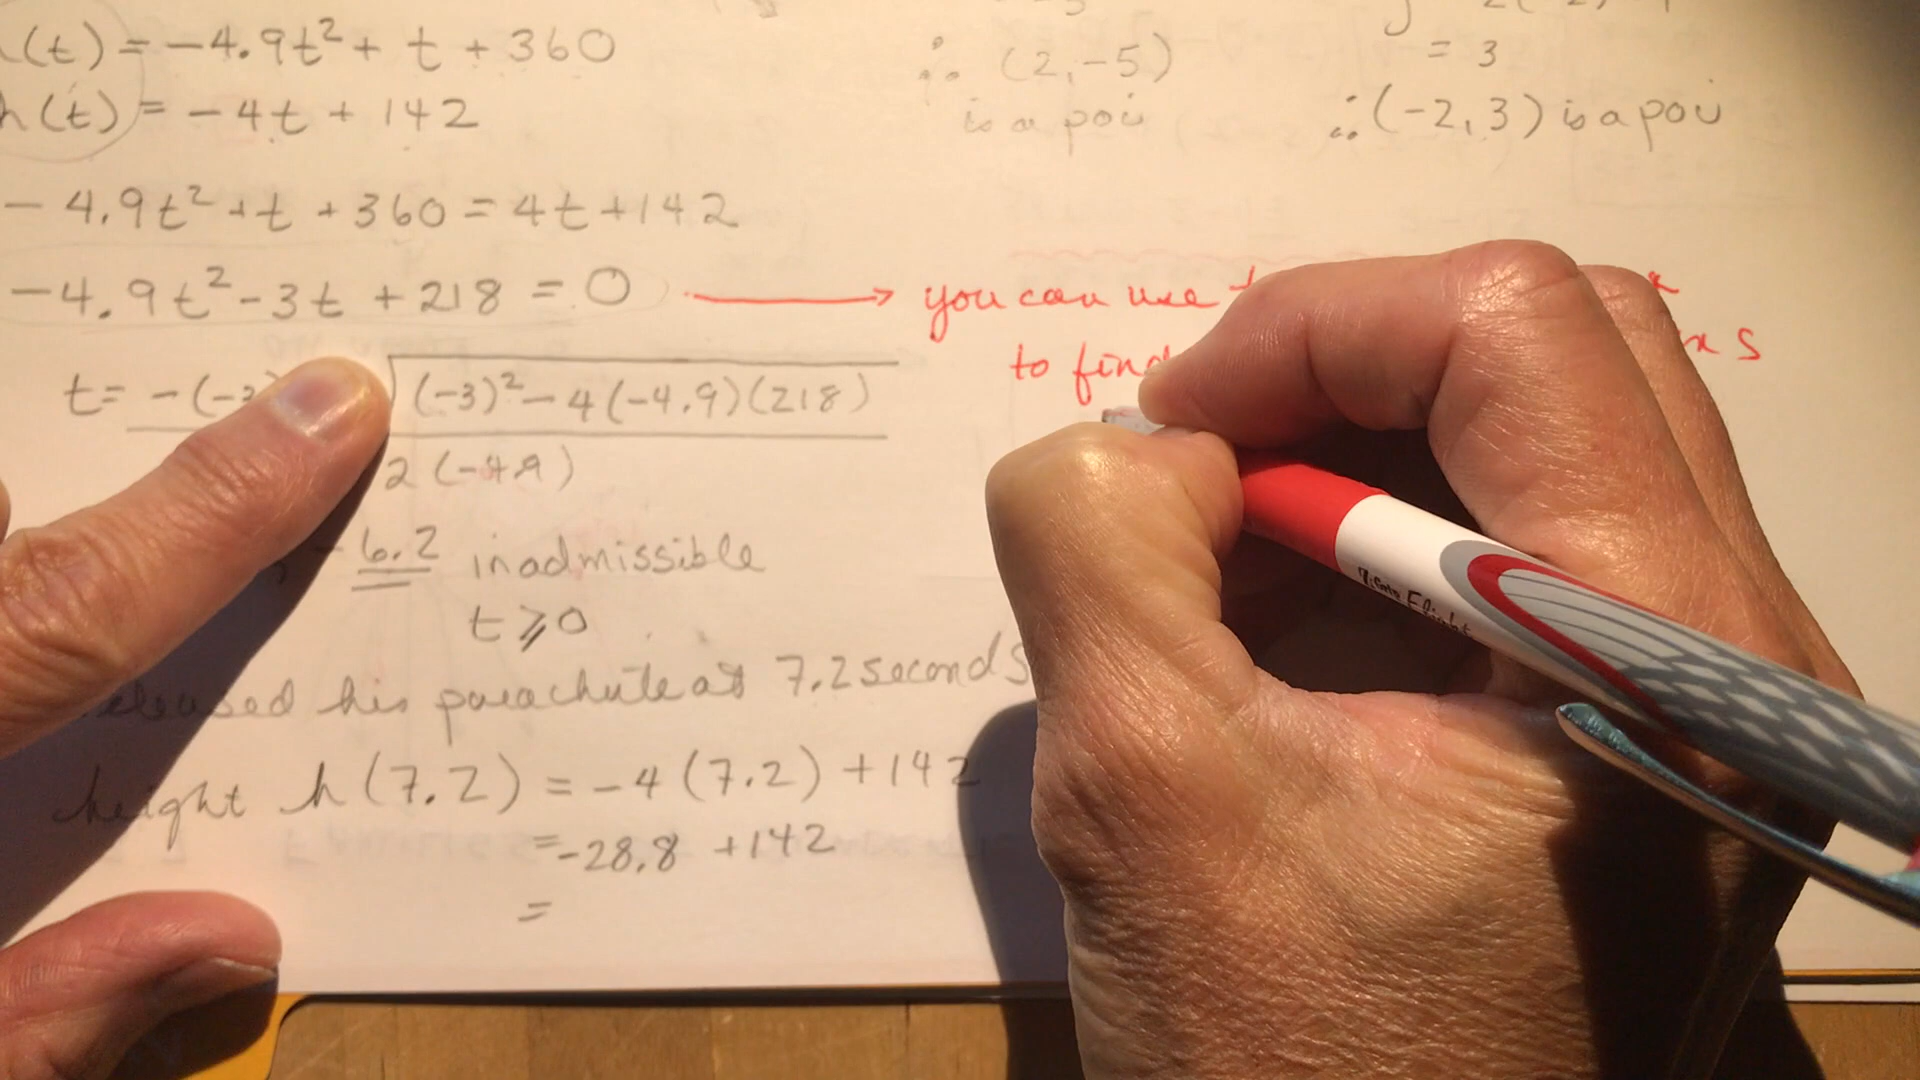 (t) = -4.9t² + t + 360
h(t) = -4t + 142
-4.9t² + t + 360 = 4t + 142
-4.9t² - 3t + 218 = 0 → you can use
to find
t = -(-3 √(-3)² - 4(-4.9)(218)
2(-4.9)
-6.2 inadmissible
t ⩾ 0
his parachute at 7.2 seconds
height h(7.2) = -4(7.2) + 142
= -28.8 + 142
=
∴ (2,-5)
is a poi
= 3
∴ (-2,3) is a poi
Flight